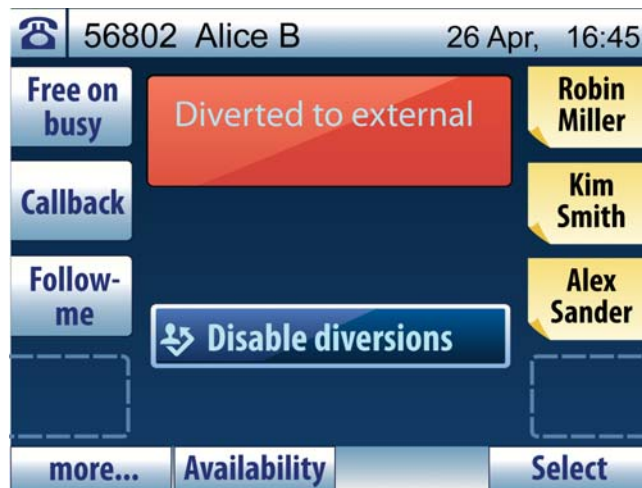 56802 Alice B 26 Apr, 16:45
Free on
busy
Diverted to external
Robin
Miller
Callback
Kim
Smith
Follow-
me
Alex
Sander
Disable diversions
more... Availability Select